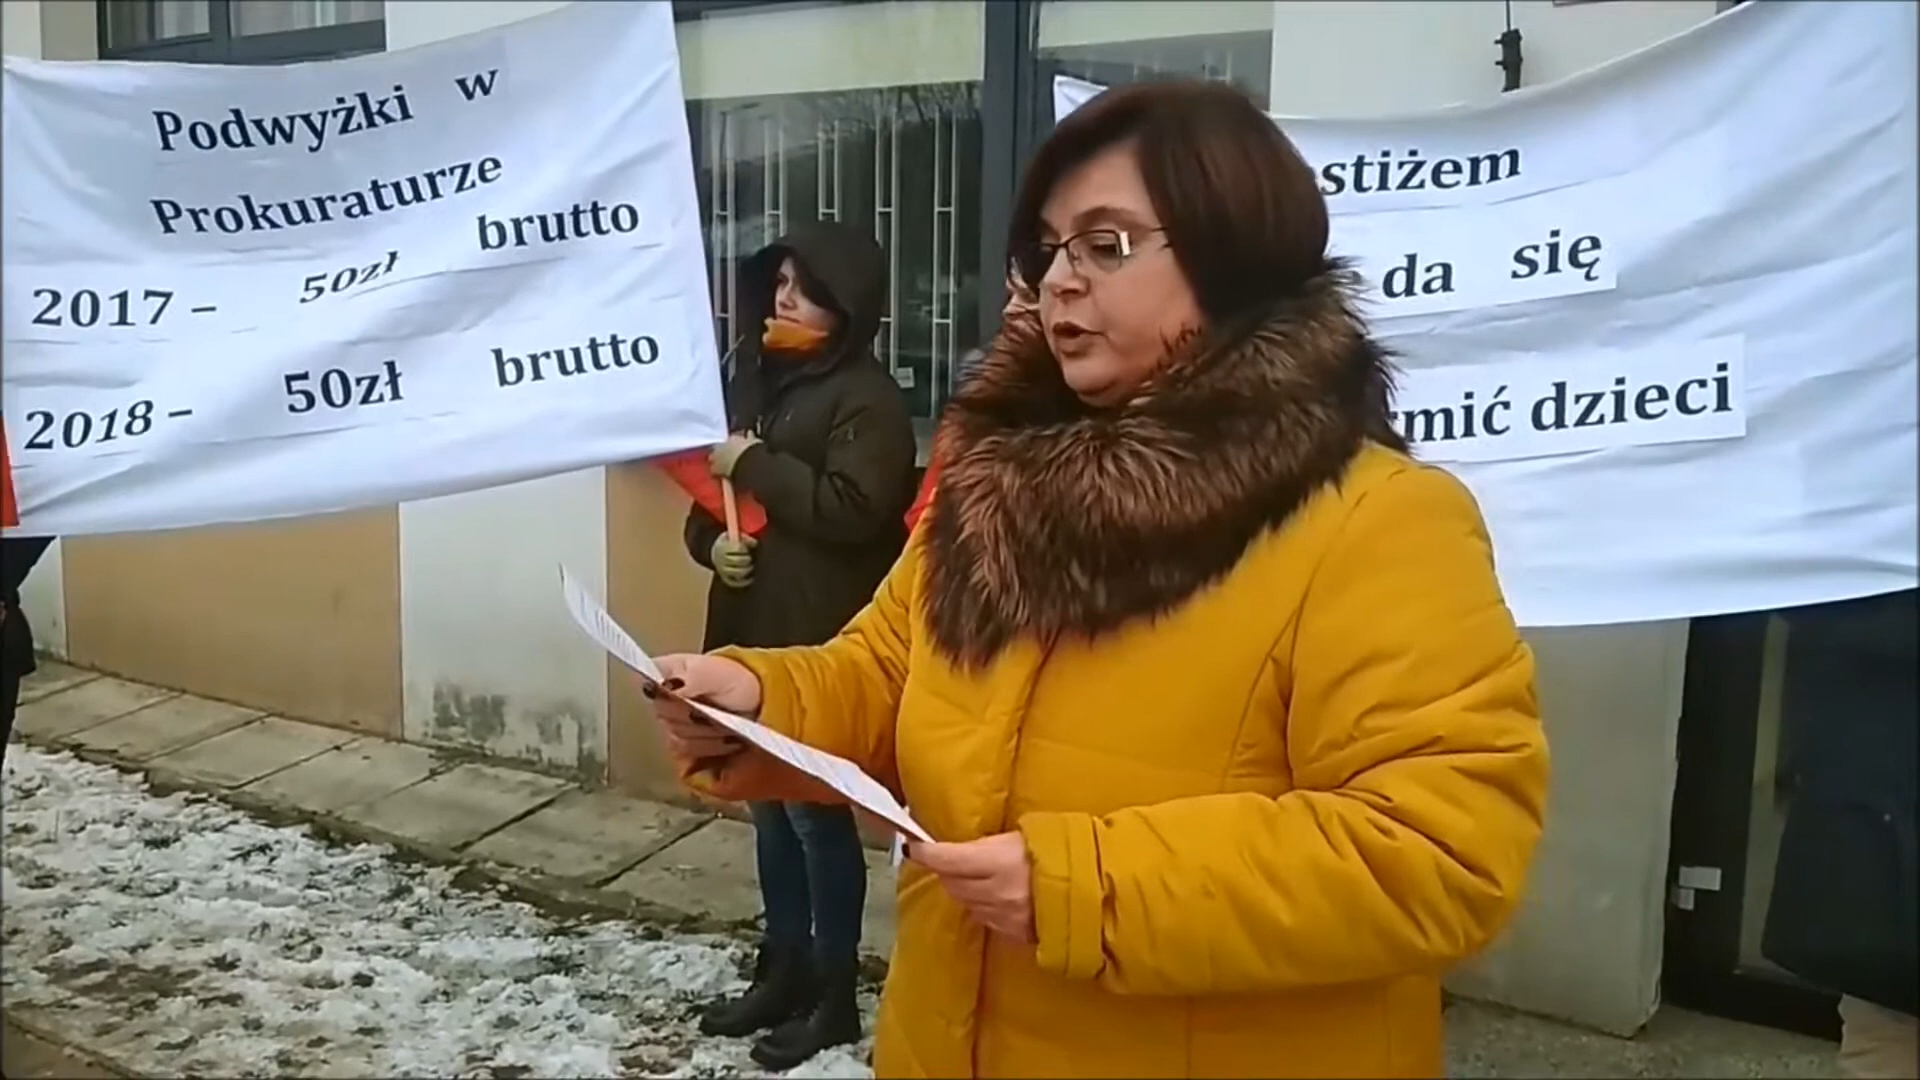 Podwyżki w
Prokuraturze
2017 - 50zł brutto
2018 - 50zł brutto
stiżem
da się
mić dzieci